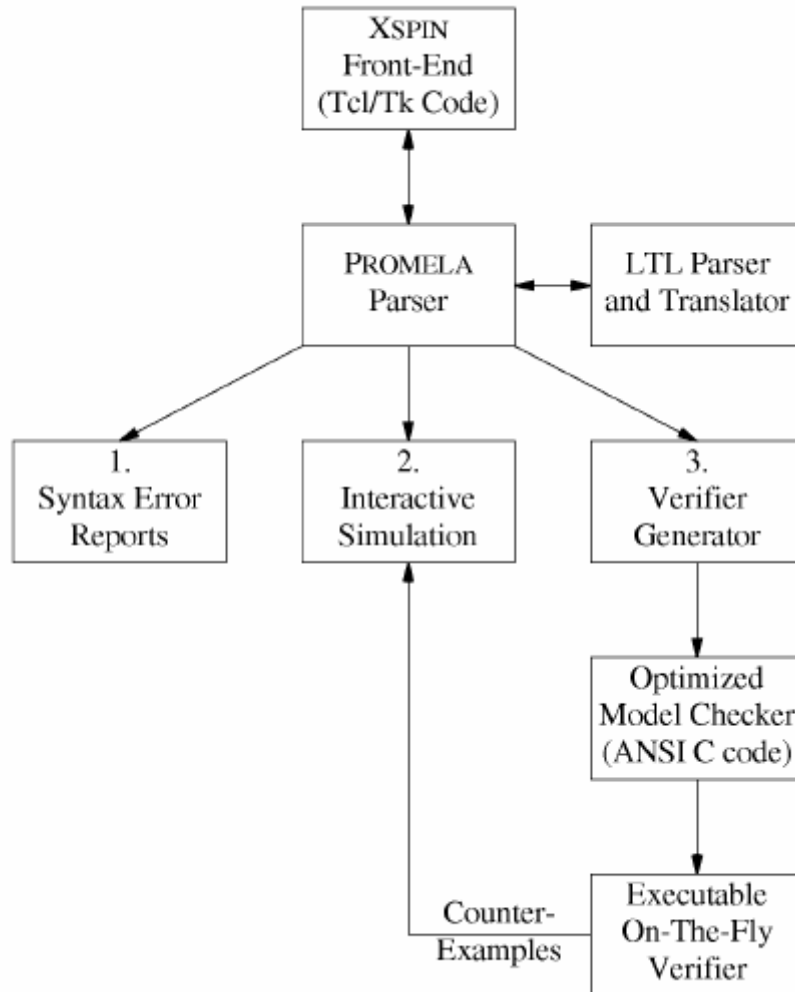 XSPIN
Front-End
(Tcl/Tk Code)
PROMELA
Parser
LTL Parser
and Translator
1.
Syntax Error
Reports
2.
Interactive
Simulation
3.
Verifier
Generator
Optimized
Model Checker
(ANSI C code)
Counter-
Examples
Executable
On-The-Fly
Verifier